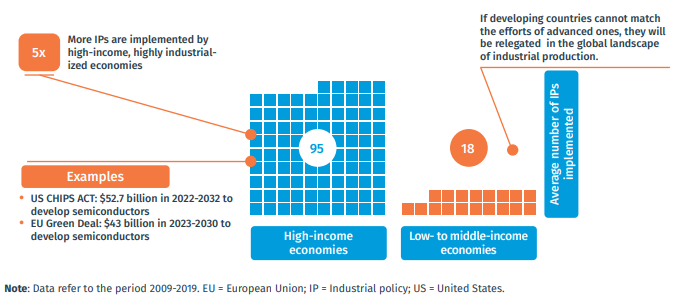 5x
More IPs are implemented by
high-income, highly industrial-
ized economies
If developing countries cannot match
the efforts of advanced ones, they will
be relegated in the global landscape
of industrial production.
95
18
Average number of IPs
implemented
Examples
• US CHIPS ACT: $52.7 billion in 2022-2032 to
develop semiconductors
• EU Green Deal: $43 billion in 2023-2030 to
develop semiconductors
High-income
economies
Low- to middle-income
economies
Note: Data refer to the period 2009-2019. EU = European Union; IP = Industrial policy; US = United States.